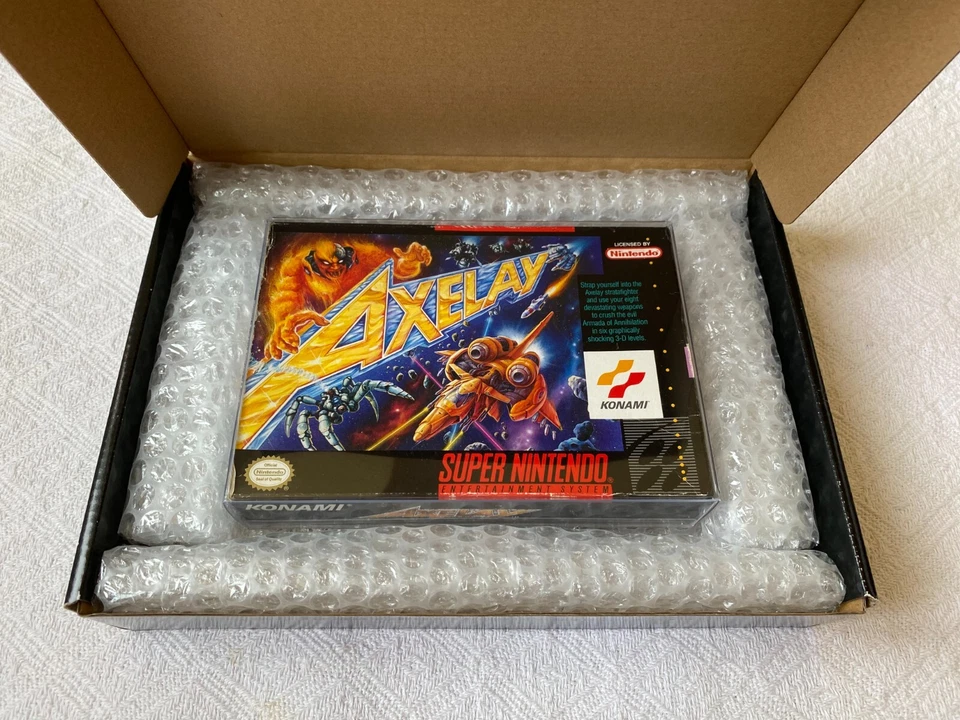 AXELAY
LICENSED BY
Nintendo
Strap yourself into the
Axelay stratafighter
and use your eight
devastating weapons
to crush the evil
Armada of Annihilation
in six graphically
shocking 3-D levels.
KONAMI
Official
Nintendo
Seal of Quality
SUPER NINTENDO
ENTERTAINMENT SYSTEM
KONAMI
AXELAY